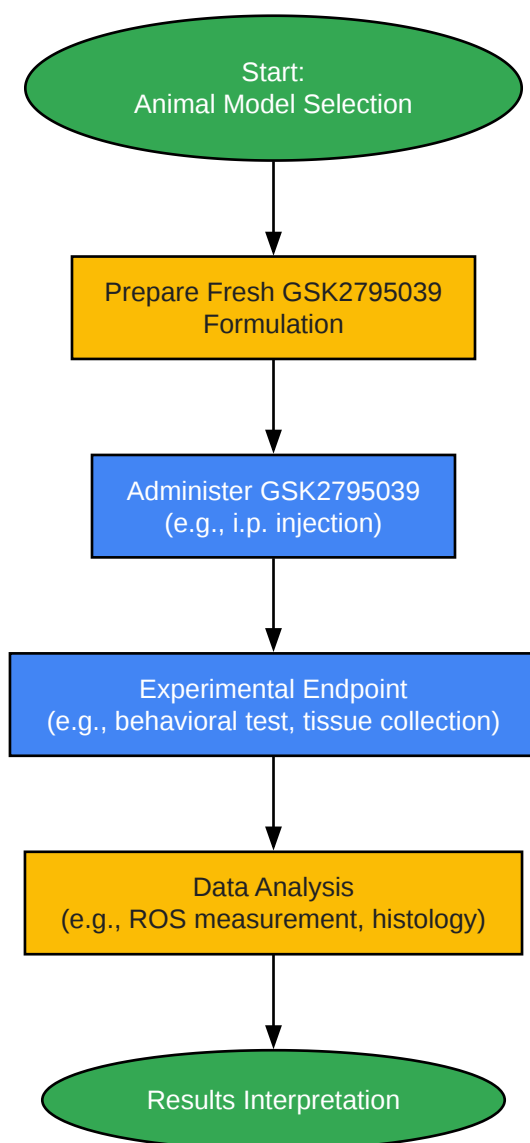 Start:
Animal Model Selection
Prepare Fresh GSK2795039
Formulation
Administer GSK2795039
(e.g., i.p. injection)
Experimental Endpoint
(e.g., behavioral test, tissue collection)
Data Analysis
(e.g., ROS measurement, histology)
Results Interpretation